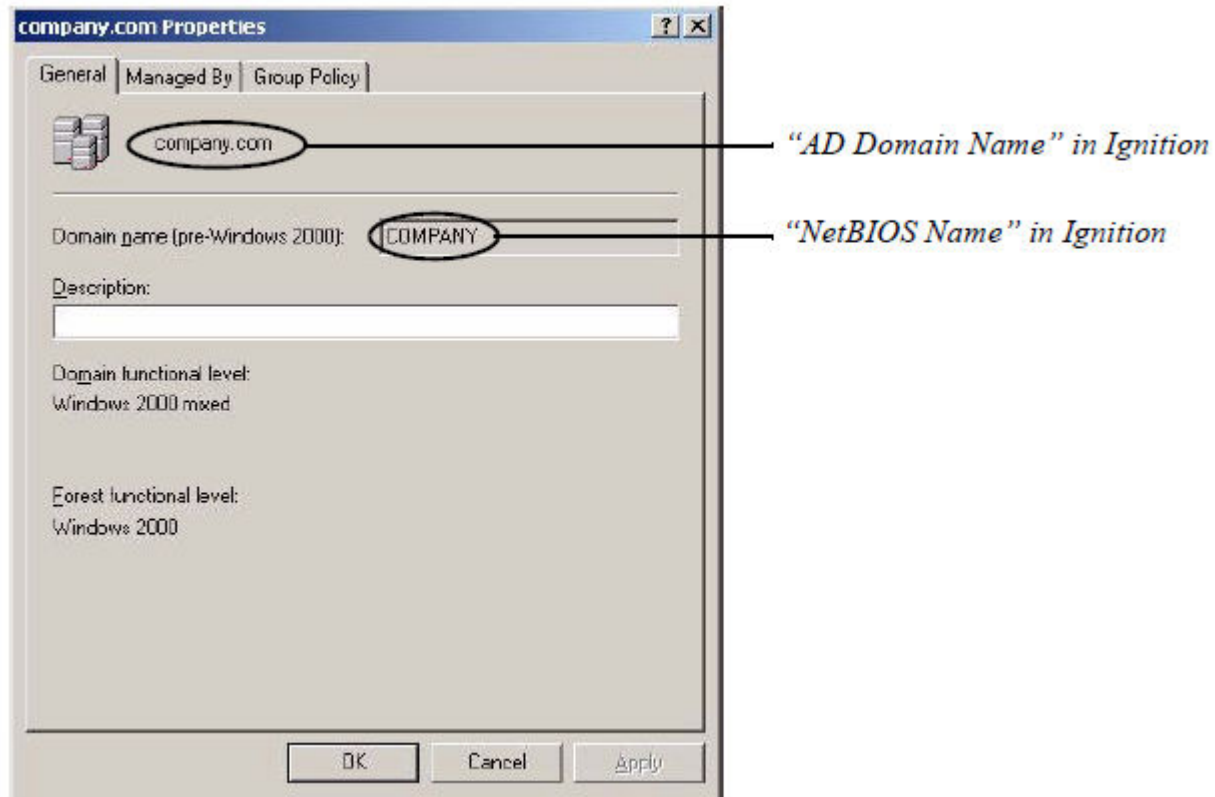 company.com Properties
General Managed By Group Policy
company.com
"AD Domain Name" in Ignition
Domain name (pre-Windows 2000): COMPANY
"NetBIOS Name" in Ignition
Description:
Domain functional level:
Windows 2000 mixed
Forest functional level:
Windows 2000
OK Cancel Apply